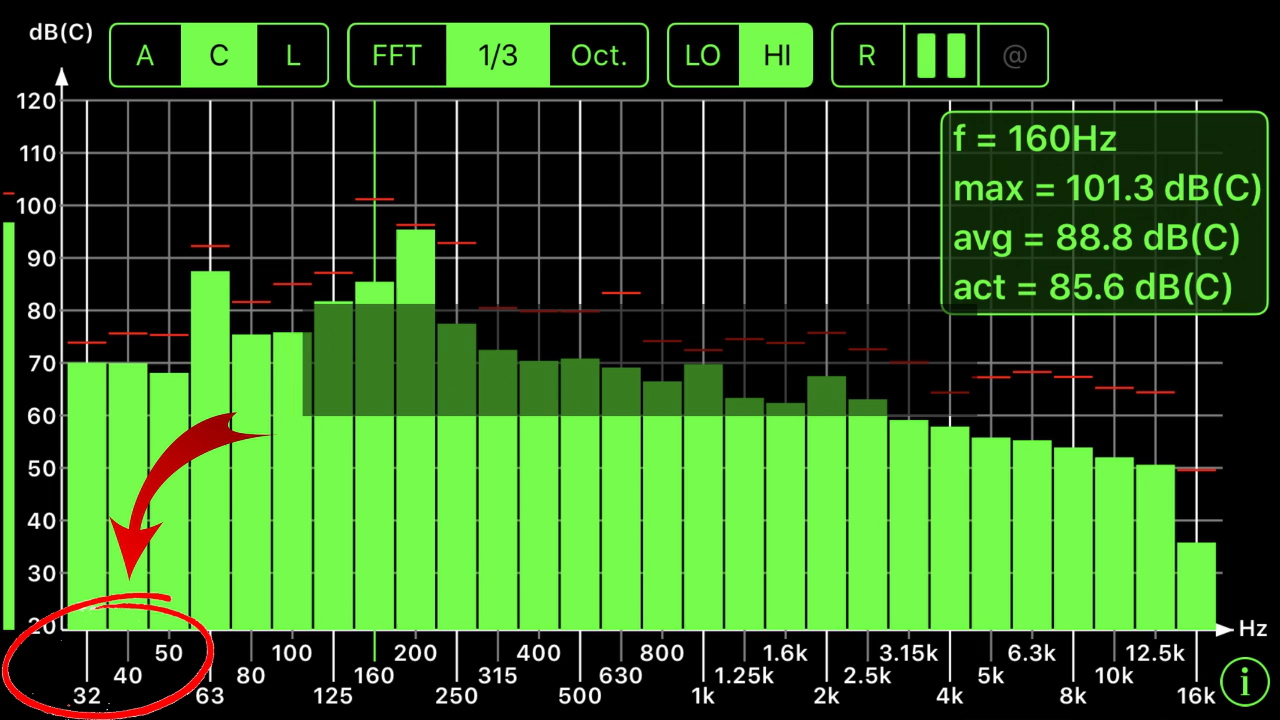 dB(C)
A C L FFT 1/3 Oct. LO HI R @
120
110
100
90
80
70
60
50
40
30
20
f = 160Hz
max = 101.3 dB(C)
avg = 88.8 dB(C)
act = 85.6 dB(C)
Hz
50 100 200 400 800 1.6k 3.15k 6.3k 12.5k
40 80 160 315 630 1.25k 2.5k 5k 10k
32 63 125 250 500 1k 2k 4k 8k 16k
i